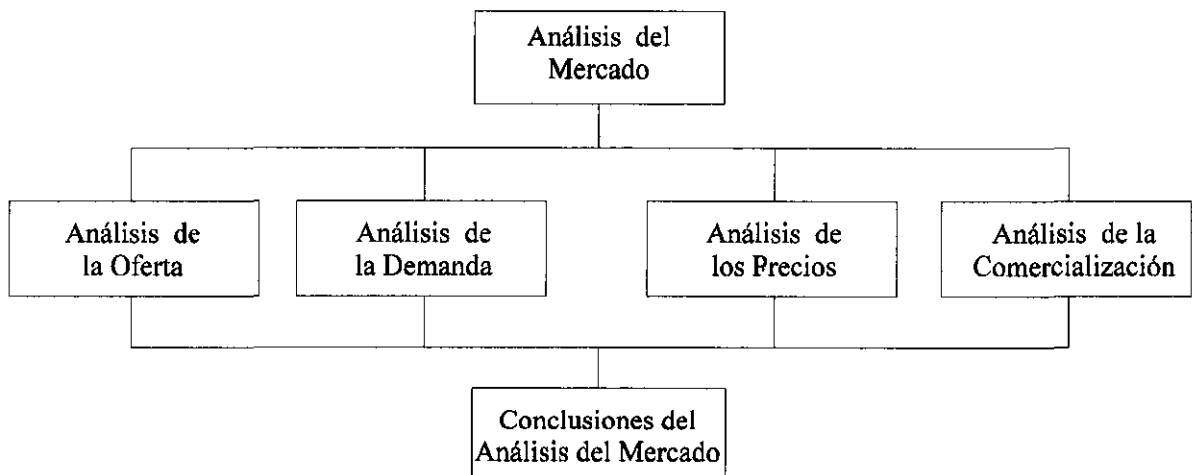 Análisis del
Mercado
Análisis de
la Oferta
Análisis de
la Demanda
Análisis de
los Precios
Análisis de la
Comercialización
Conclusiones del
Análisis del Mercado